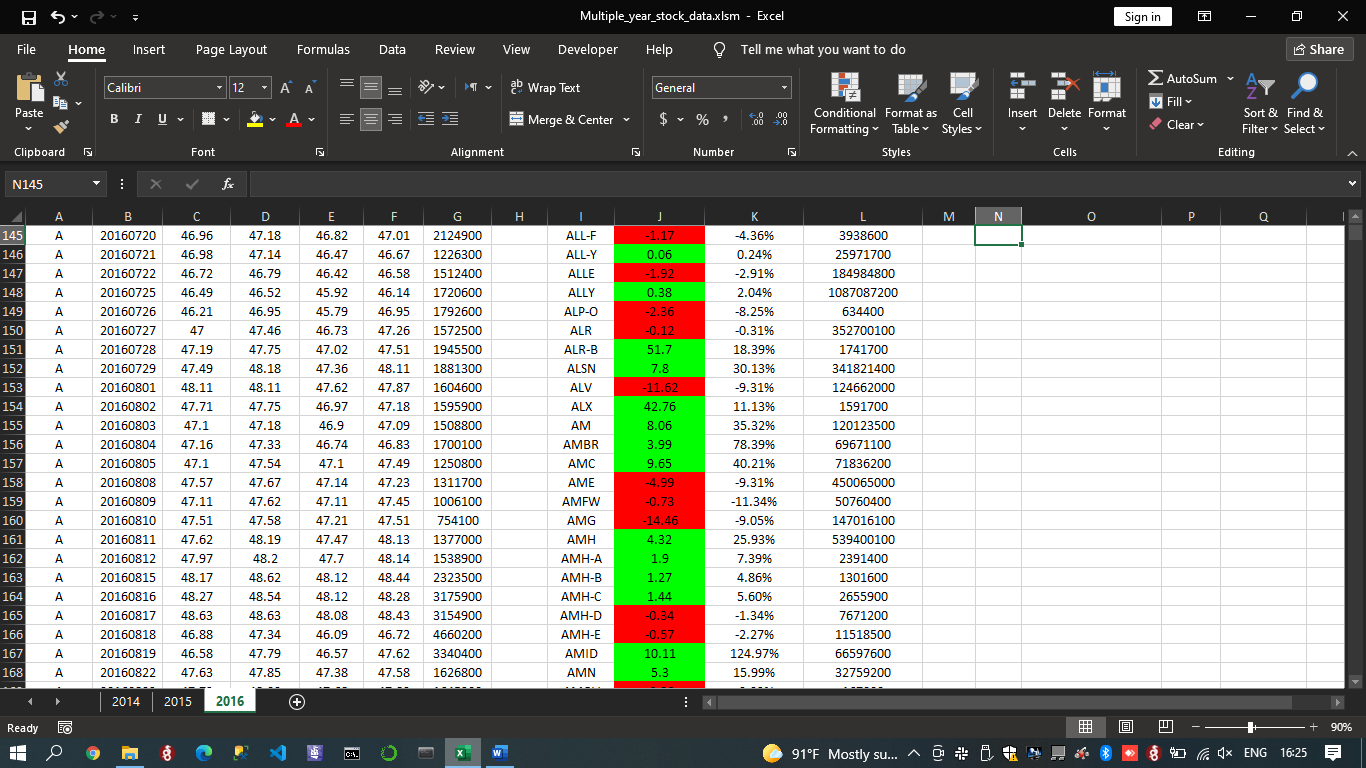 Multiple_year_stock_data.xlsm - Excel
Sign in
File Home Insert Page Layout Formulas Data Review View Developer Help Tell me what you want to do Share
Paste
Calibri 12
B I U
Wrap Text
Merge & Center
General
$ % ,
Conditional Formatting
Format as Table
Cell Styles
Insert Delete Format
AutoSum
Fill
Clear
Sort & Filter
Find & Select
Clipboard Font Alignment Number Styles Cells Editing
N145 fx
A B C D E F G H I J K L M N O P Q
145 A 20160720 46.96 47.18 46.82 47.01 2124900 ALL-F -1.17 -4.36% 3938600
146 A 20160721 46.98 47.14 46.47 46.67 1226300 ALL-Y 0.06 0.24% 25971700
147 A 20160722 46.72 46.79 46.42 46.58 1512400 ALLE -1.92 -2.91% 184984800
148 A 20160725 46.49 46.52 45.92 46.14 1720600 ALLY 0.38 2.04% 1087087200
149 A 20160726 46.21 46.95 45.79 46.95 1792600 ALP-O -2.36 -8.25% 634400
150 A 20160727 47 47.46 46.73 47.26 1572500 ALR -0.12 -0.31% 352700100
151 A 20160728 47.19 47.75 47.02 47.51 1945500 ALR-B 51.7 18.39% 1741700
152 A 20160729 47.49 48.18 47.36 48.11 1881300 ALSN 7.8 30.13% 341821400
153 A 20160801 48.11 48.11 47.62 47.87 1604600 ALV -11.62 -9.31% 124662000
154 A 20160802 47.71 47.75 46.97 47.18 1595900 ALX 42.76 11.13% 1591700
155 A 20160803 47.1 47.18 46.9 47.09 1508800 AM 8.06 35.32% 120123500
156 A 20160804 47.16 47.33 46.74 46.83 1700100 AMBR 3.99 78.39% 69671100
157 A 20160805 47.1 47.54 47.1 47.49 1250800 AMC 9.65 40.21% 71836200
158 A 20160808 47.57 47.67 47.14 47.23 1311700 AME -4.99 -9.31% 450065000
159 A 20160809 47.11 47.62 47.11 47.45 1006100 AMFW -0.73 -11.34% 50760400
160 A 20160810 47.51 47.58 47.21 47.51 754100 AMG -14.46 -9.05% 147016100
161 A 20160811 47.62 48.19 47.47 48.13 1377000 AMH 4.32 25.93% 539400100
162 A 20160812 47.97 48.2 47.7 48.14 1538900 AMH-A 1.9 7.39% 2391400
163 A 20160815 48.17 48.62 48.12 48.44 2323500 AMH-B 1.27 4.86% 1301600
164 A 20160816 48.27 48.54 48.12 48.28 3175900 AMH-C 1.44 5.60% 2655900
165 A 20160817 48.63 48.63 48.08 48.43 3154900 AMH-D -0.34 -1.34% 7671200
166 A 20160818 46.88 47.34 46.09 46.72 4660200 AMH-E -0.57 -2.27% 11518500
167 A 20160819 46.58 47.79 46.57 47.62 3340400 AMID 10.11 124.97% 66597600
168 A 20160822 47.63 47.85 47.38 47.58 1626800 AMN 5.3 15.99% 32759200
2014 2015 2016
Ready 90%
91°F Mostly su... ENG 16:25